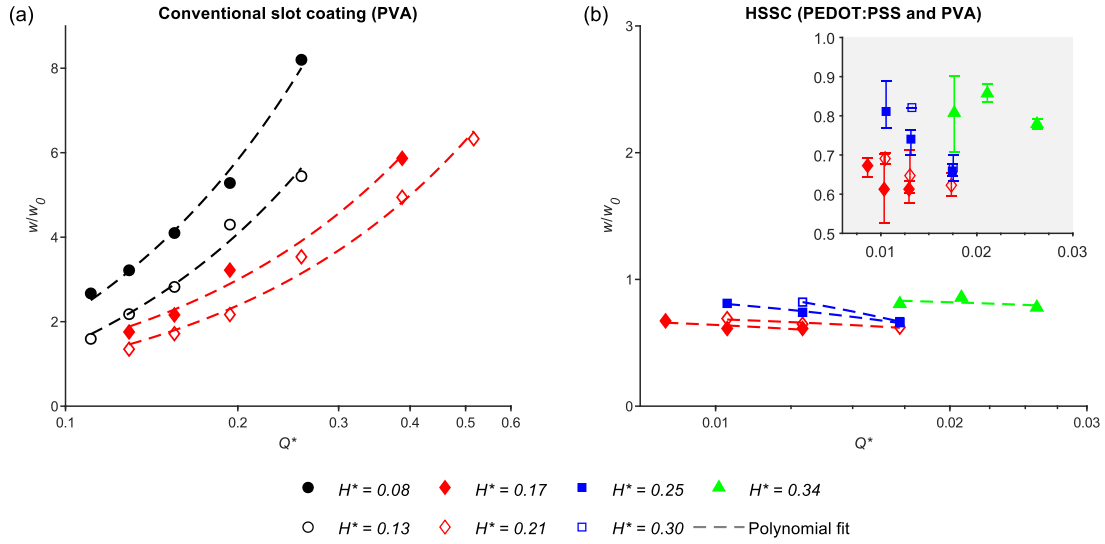 (a)
Conventional slot coating (PVA)
8
6
4
2
0
w/w0
0.1
0.2
0.3
0.4
0.5
0.6
Q*
(b)
HSSC (PEDOT:PSS and PVA)
3
2
1
0
w/w0
0.01
0.02
0.03
Q*
1.0
0.9
0.8
0.7
0.6
0.5
0.01
0.02
0.03
H* = 0.08
H* = 0.17
H* = 0.25
H* = 0.34
H* = 0.13
H* = 0.21
H* = 0.30
Polynomial fit